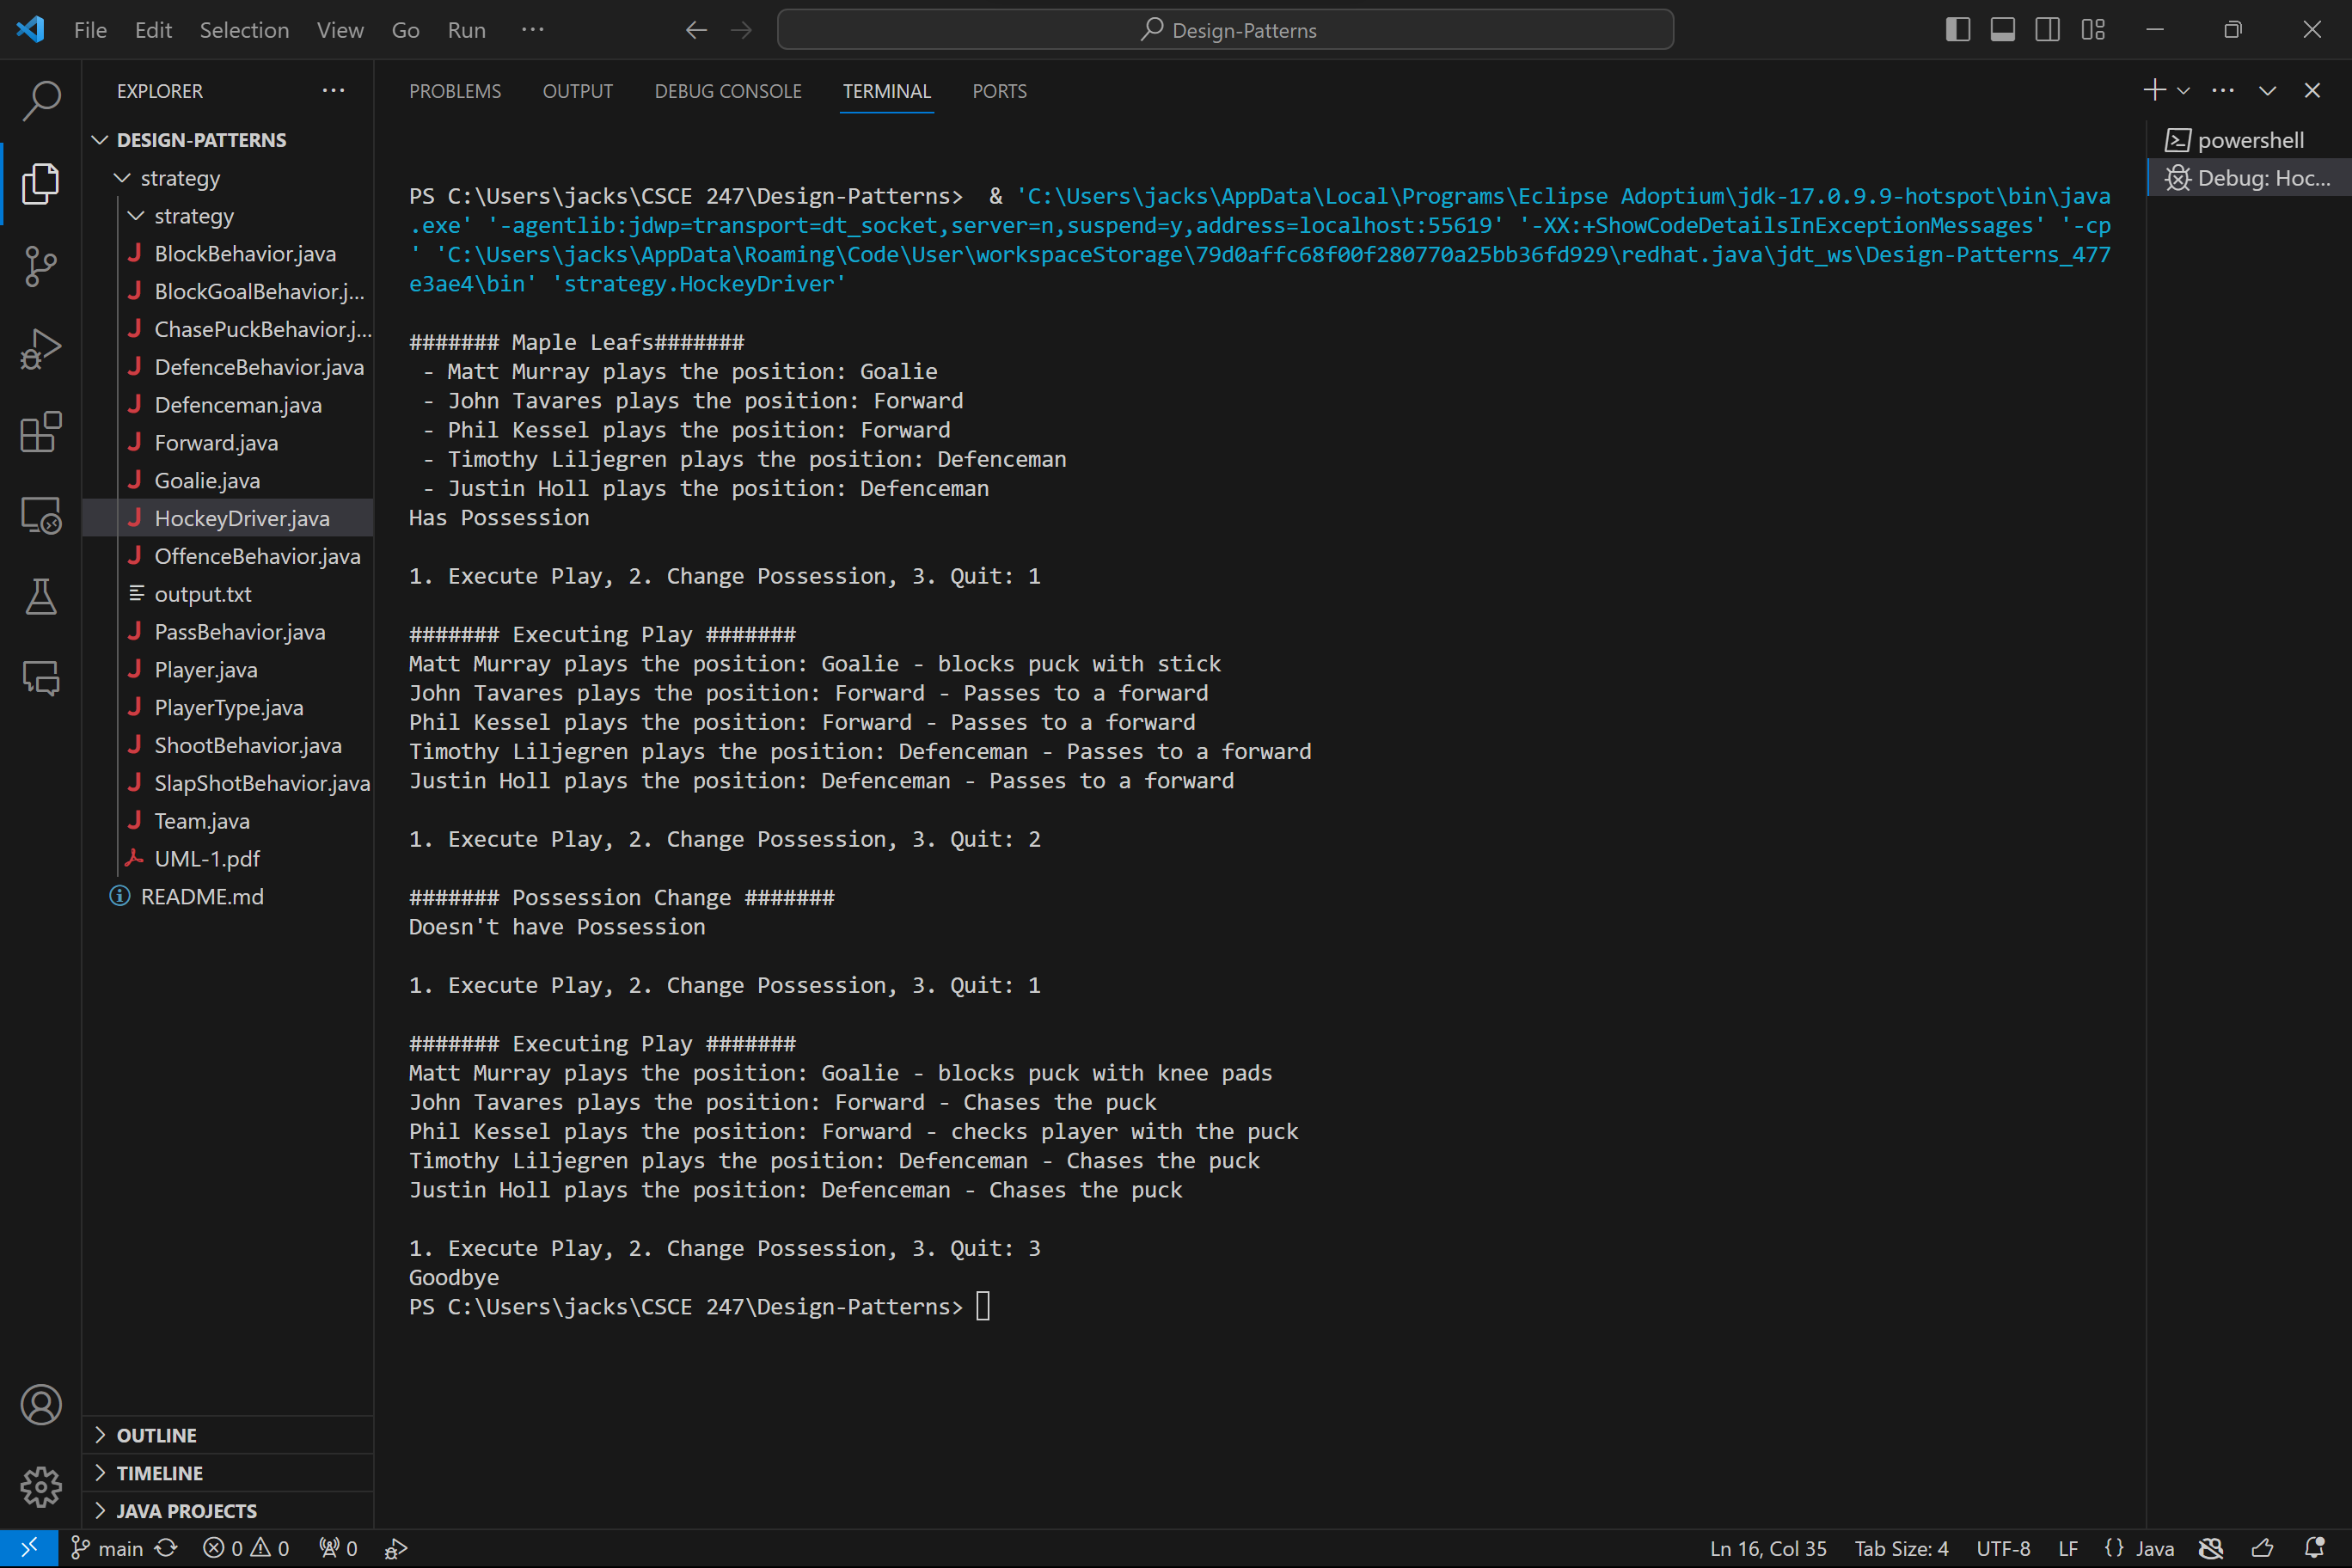 File Edit Selection View Go Run ··· Design-Patterns
EXPLORER ···
DESIGN-PATTERNS
strategy
strategy
BlockBehavior.java
BlockGoalBehavior.j...
ChasePuckBehavior.j...
DefenceBehavior.java
Defenceman.java
Forward.java
Goalie.java
HockeyDriver.java
OffenceBehavior.java
output.txt
PassBehavior.java
Player.java
PlayerType.java
ShootBehavior.java
SlapShotBehavior.java
Team.java
UML-1.pdf
README.md
OUTLINE
TIMELINE
JAVA PROJECTS
PROBLEMS OUTPUT DEBUG CONSOLE TERMINAL PORTS
PS C:\Users\jacks\CSCE 247\Design-Patterns>  & 'C:\Users\jacks\AppData\Local\Programs\Eclipse Adoptium\jdk-17.0.9.9-hotspot\bin\java
.exe' '-agentlib:jdwp=transport=dt_socket,server=n,suspend=y,address=localhost:55619' '-XX:+ShowCodeDetailsInExceptionMessages' '-cp
' 'C:\Users\jacks\AppData\Roaming\Code\User\workspaceStorage\79d0affc68f00f280770a25bb36fd929\redhat.java\jdt_ws\Design-Patterns_477
e3ae4\bin' 'strategy.HockeyDriver'
####### Maple Leafs#######
- Matt Murray plays the position: Goalie
- John Tavares plays the position: Forward
- Phil Kessel plays the position: Forward
- Timothy Liljegren plays the position: Defenceman
- Justin Holl plays the position: Defenceman
Has Possession
1. Execute Play, 2. Change Possession, 3. Quit: 1
####### Executing Play #######
Matt Murray plays the position: Goalie - blocks puck with stick
John Tavares plays the position: Forward - Passes to a forward
Phil Kessel plays the position: Forward - Passes to a forward
Timothy Liljegren plays the position: Defenceman - Passes to a forward
Justin Holl plays the position: Defenceman - Passes to a forward
1. Execute Play, 2. Change Possession, 3. Quit: 2
####### Possession Change #######
Doesn't have Possession
1. Execute Play, 2. Change Possession, 3. Quit: 1
####### Executing Play #######
Matt Murray plays the position: Goalie - blocks puck with knee pads
John Tavares plays the position: Forward - Chases the puck
Phil Kessel plays the position: Forward - checks player with the puck
Timothy Liljegren plays the position: Defenceman - Chases the puck
Justin Holl plays the position: Defenceman - Chases the puck
1. Execute Play, 2. Change Possession, 3. Quit: 3
Goodbye
PS C:\Users\jacks\CSCE 247\Design-Patterns>
powershell
Debug: Hoc...
main 0 0 0 Ln 16, Col 35 Tab Size: 4 UTF-8 LF {} Java